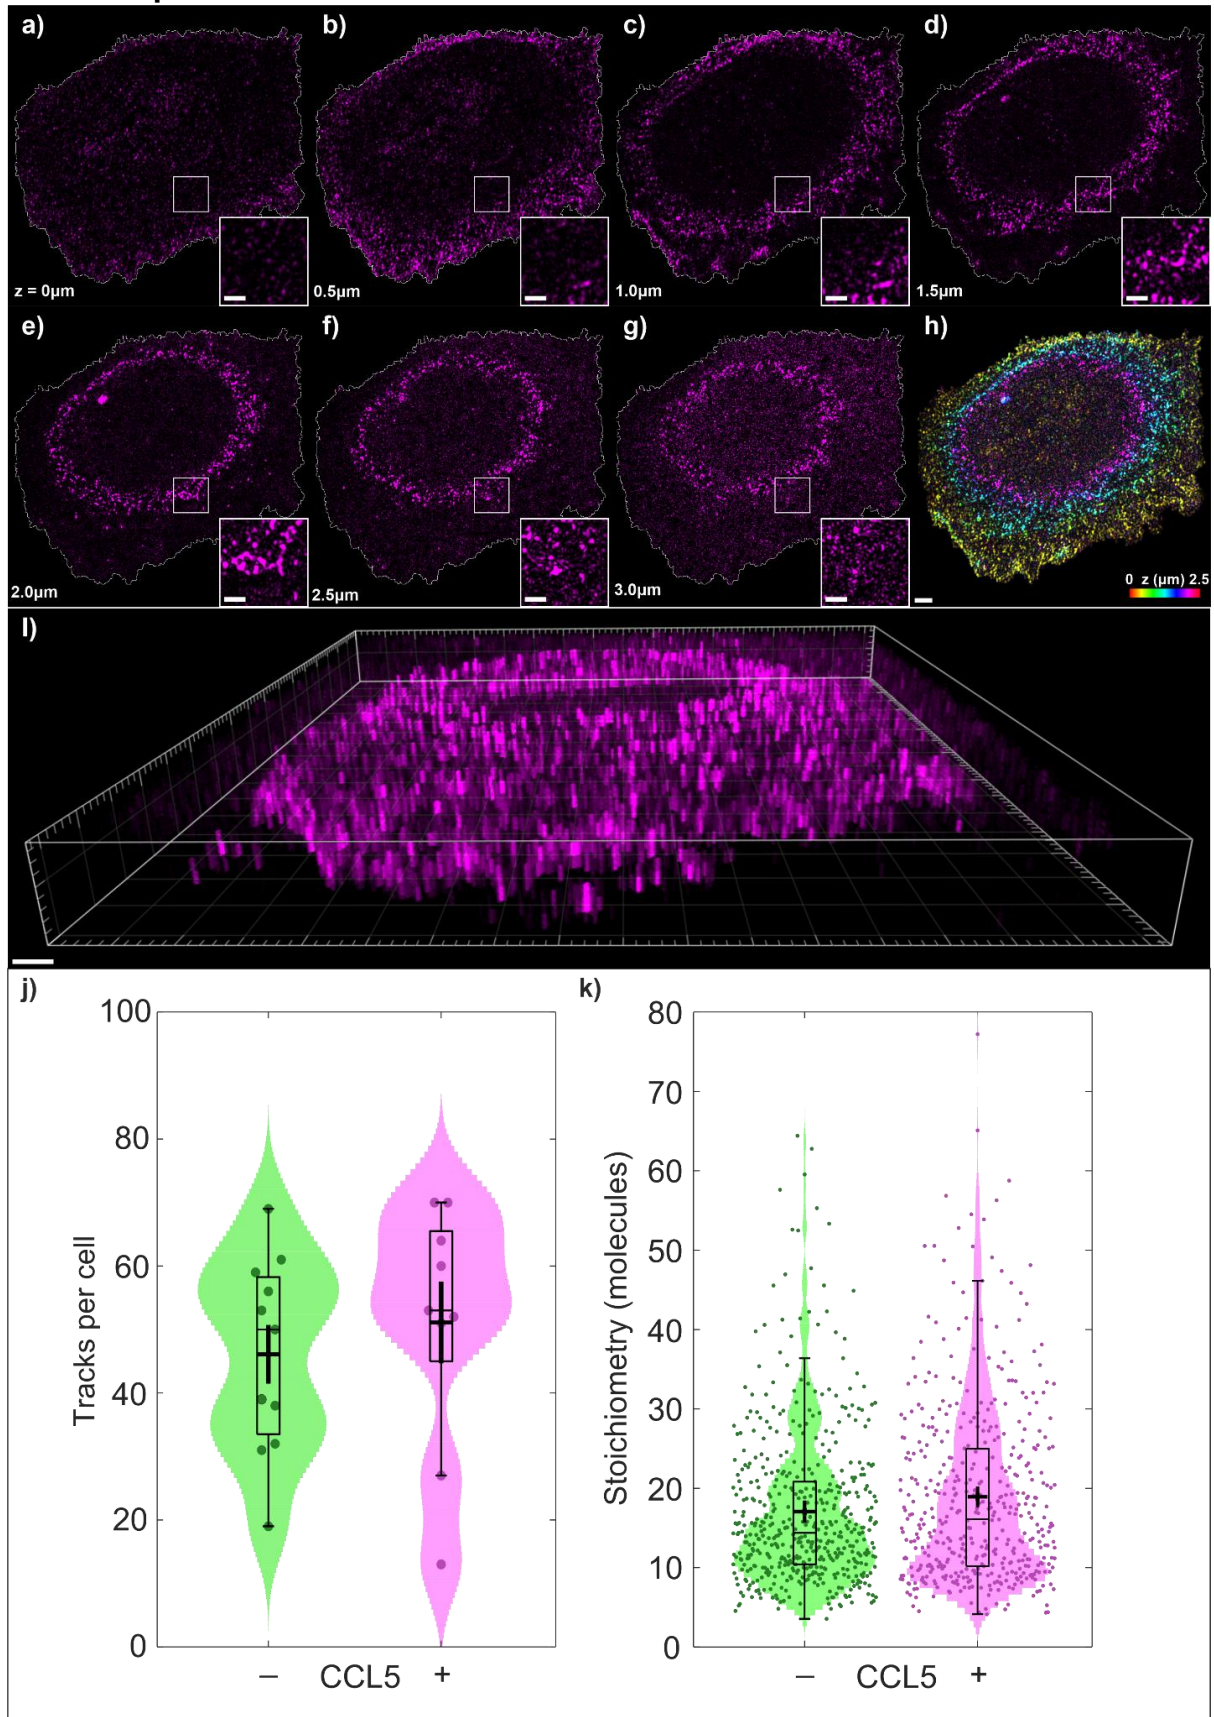 a)
b)
c)
d)
z = 0µm
0.5µm
1.0µm
1.5µm
e)
f)
g)
h)
2.0µm
2.5µm
3.0µm
0 z (µm) 2.5
l)
j)
k)
100
80
60
40
20
0
Tracks per cell
– CCL5 +
80
70
60
50
40
30
20
10
0
Stoichiometry (molecules)
– CCL5 +